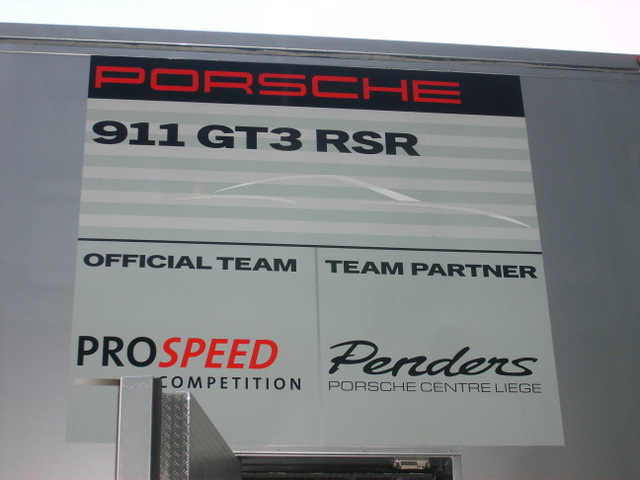 PORSCHE
911 GT3 RSR
OFFICIAL TEAM
TEAM PARTNER
PROSPEED
COMPETITION
Penders
PORSCHE CENTRE LIEGE